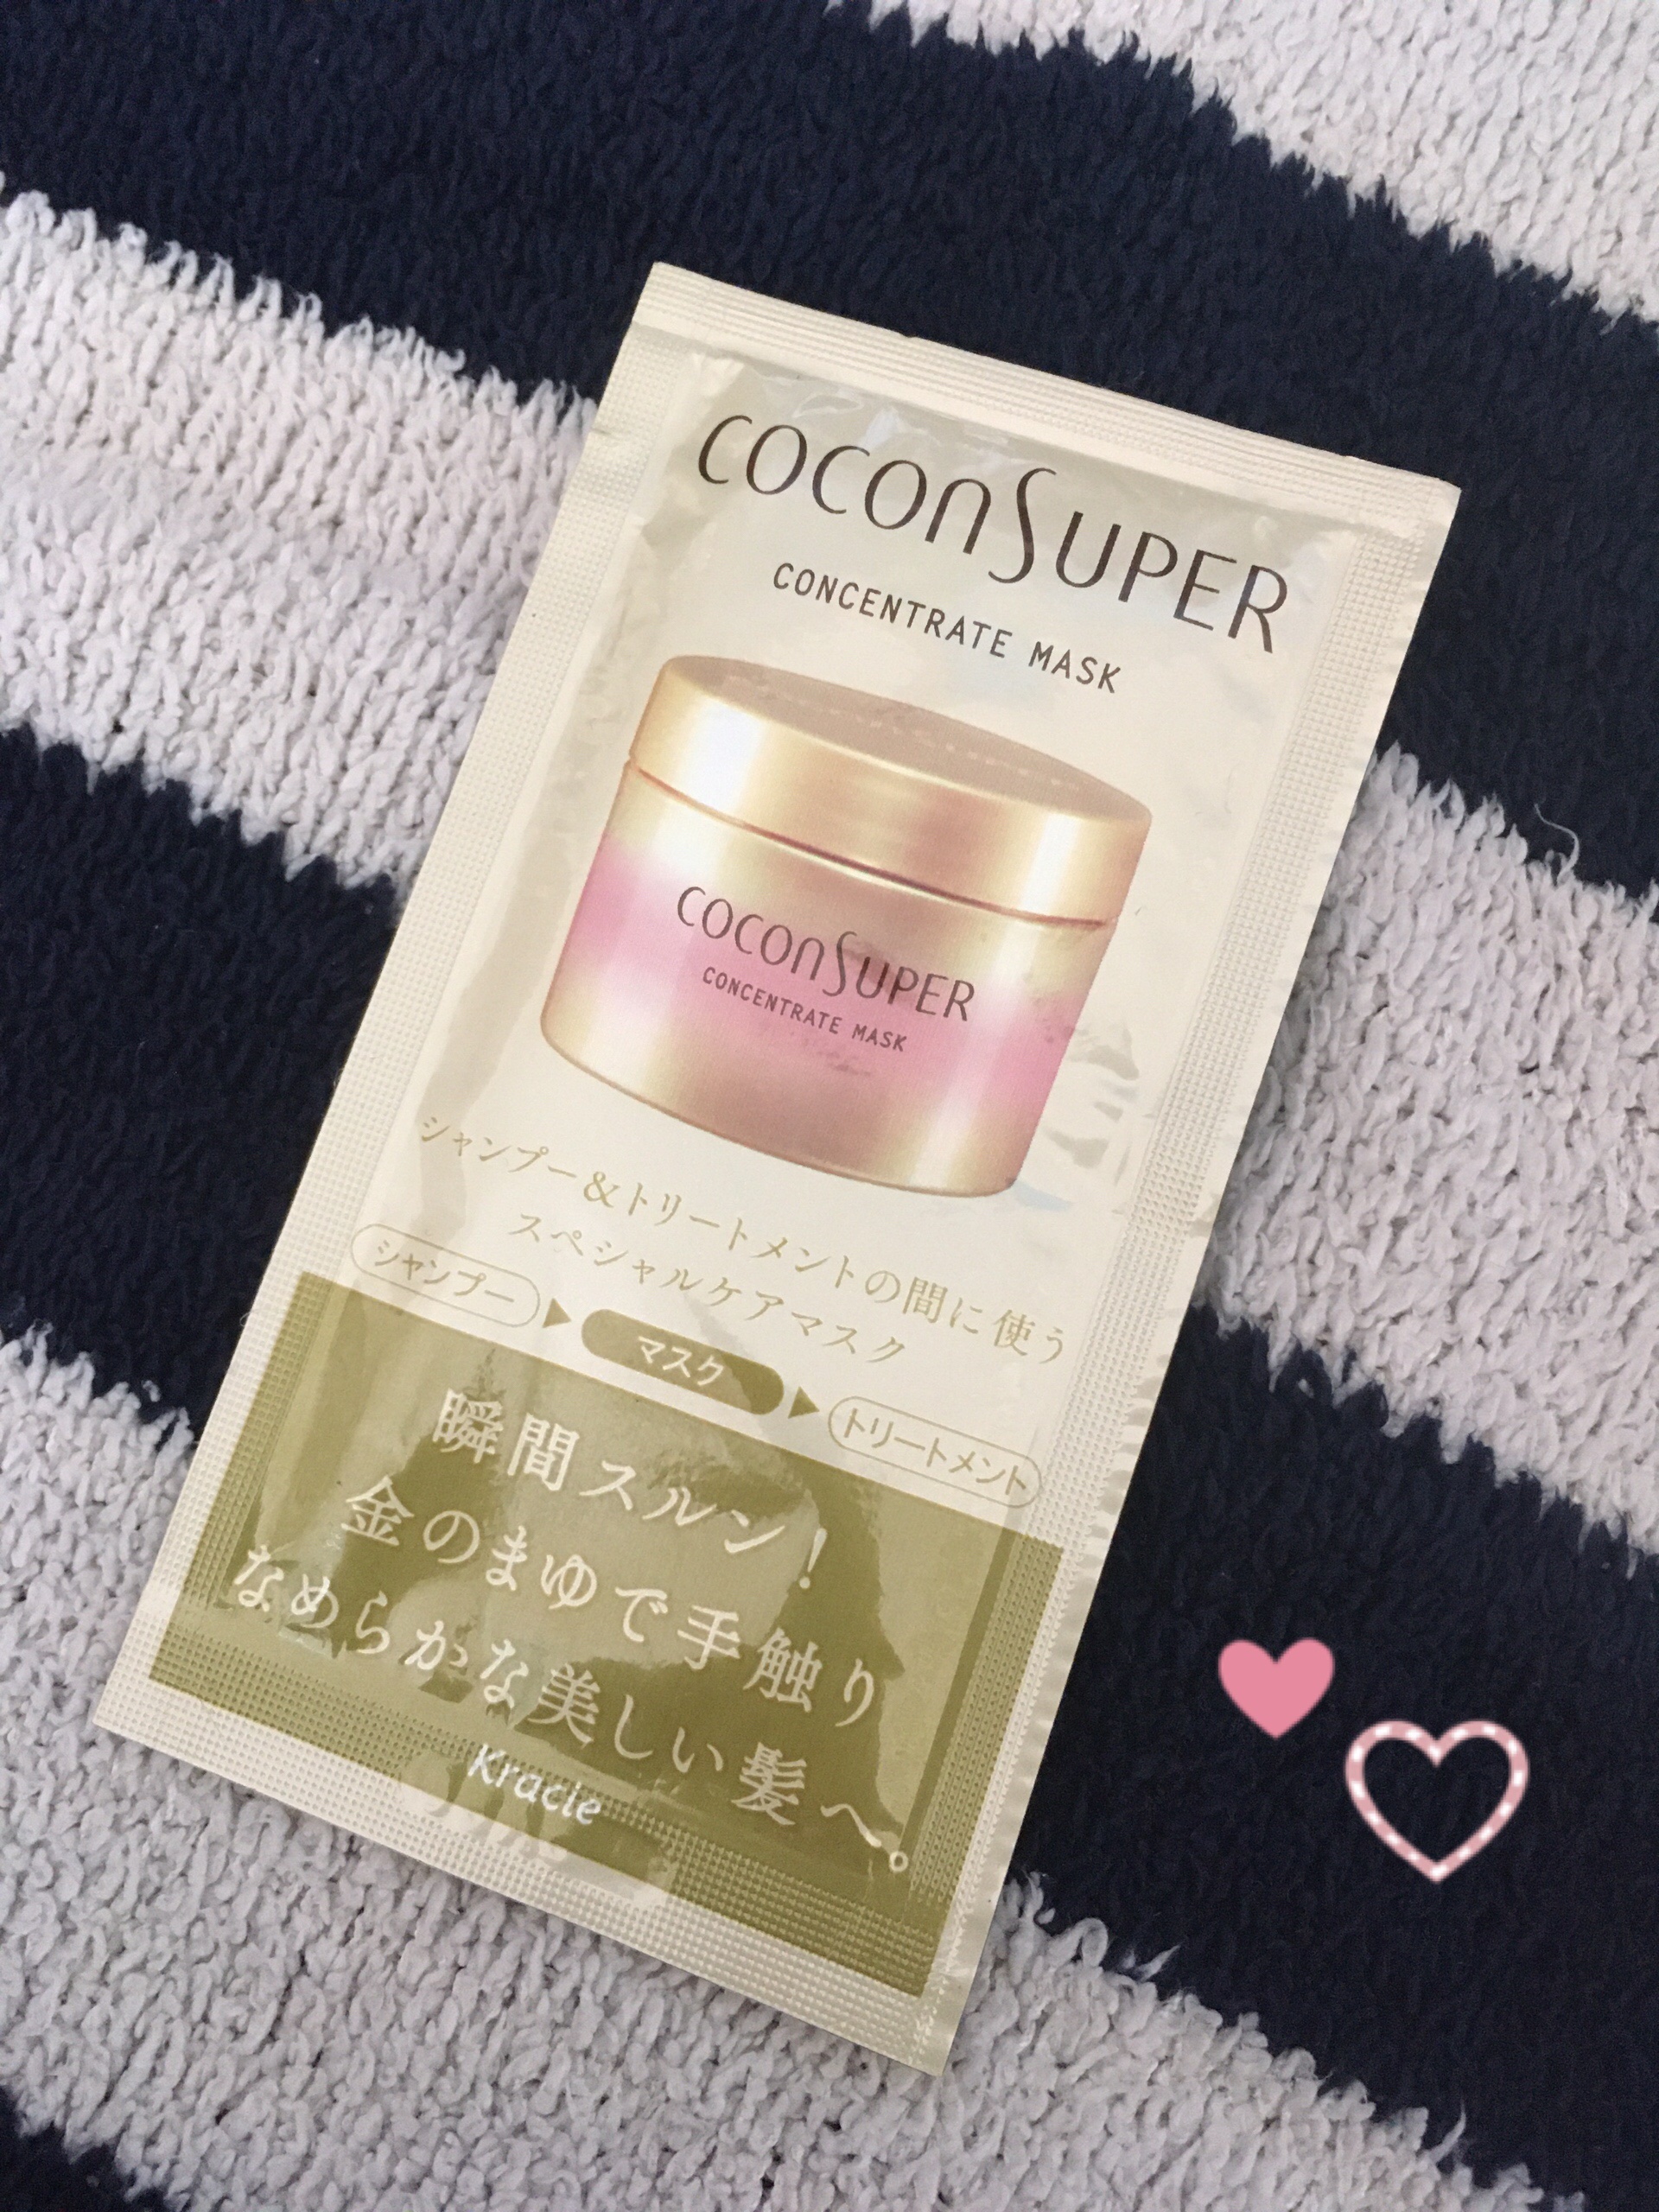 coconSUPER
CONCENTRATE MASK
coconSUPER
CONCENTRATE MASK
シャンプー&トリートメントの間に使う
スペシャルケアマスク
シャンプー▶マスク▶トリートメント
瞬間スルン!
金のまゆで手触り
なめらかな美しい髪へ。
Kracie